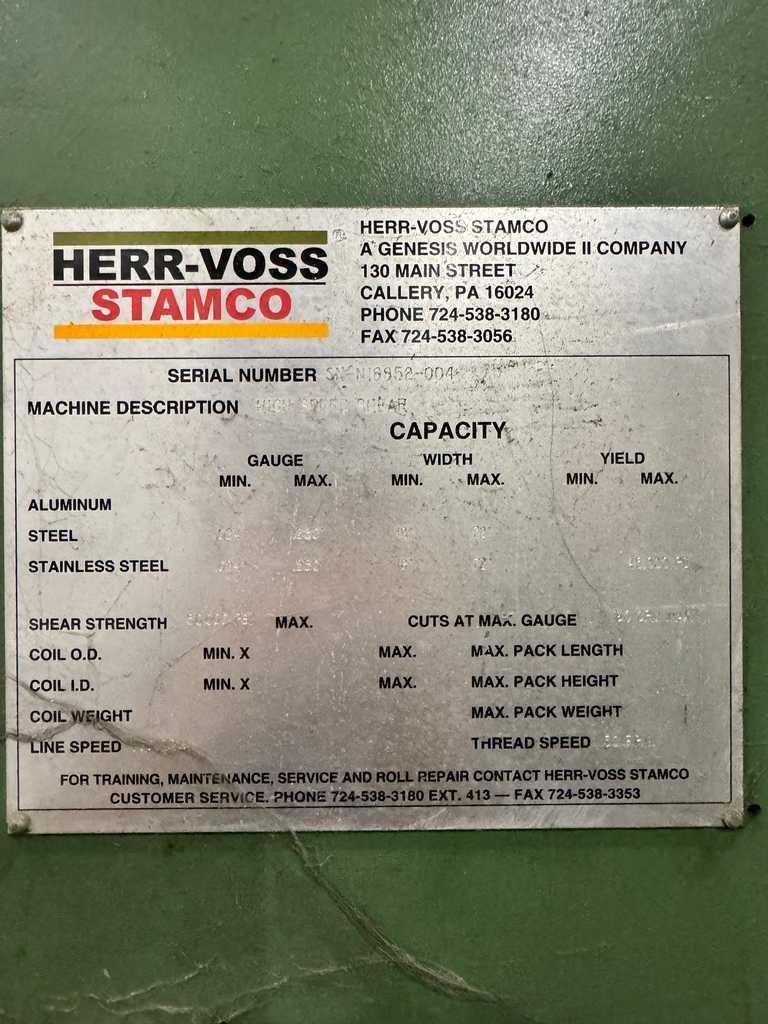 HERR-VOSS
STAMCO
HERR-VOSS STAMCO
A GENESIS WORLDWIDE II COMPANY
130 MAIN STREET
CALLERY, PA 16024
PHONE 724-538-3180
FAX 724-538-3056
SERIAL NUMBER
MACHINE DESCRIPTION HIGH SPEED SHEAR
CAPACITY
GAUGE WIDTH YIELD
MIN. MAX. MIN. MAX. MIN. MAX.
ALUMINUM
STEEL
STAINLESS STEEL
SHEAR STRENGTH MAX. CUTS AT MAX. GAUGE
COIL O.D. MIN. X MAX. MAX. PACK LENGTH
COIL I.D. MIN. X MAX. MAX. PACK HEIGHT
COIL WEIGHT MAX. PACK WEIGHT
LINE SPEED THREAD SPEED
FOR TRAINING, MAINTENANCE, SERVICE AND ROLL REPAIR CONTACT HERR-VOSS STAMCO
CUSTOMER SERVICE. PHONE 724-538-3180 EXT. 413 — FAX 724-538-3353